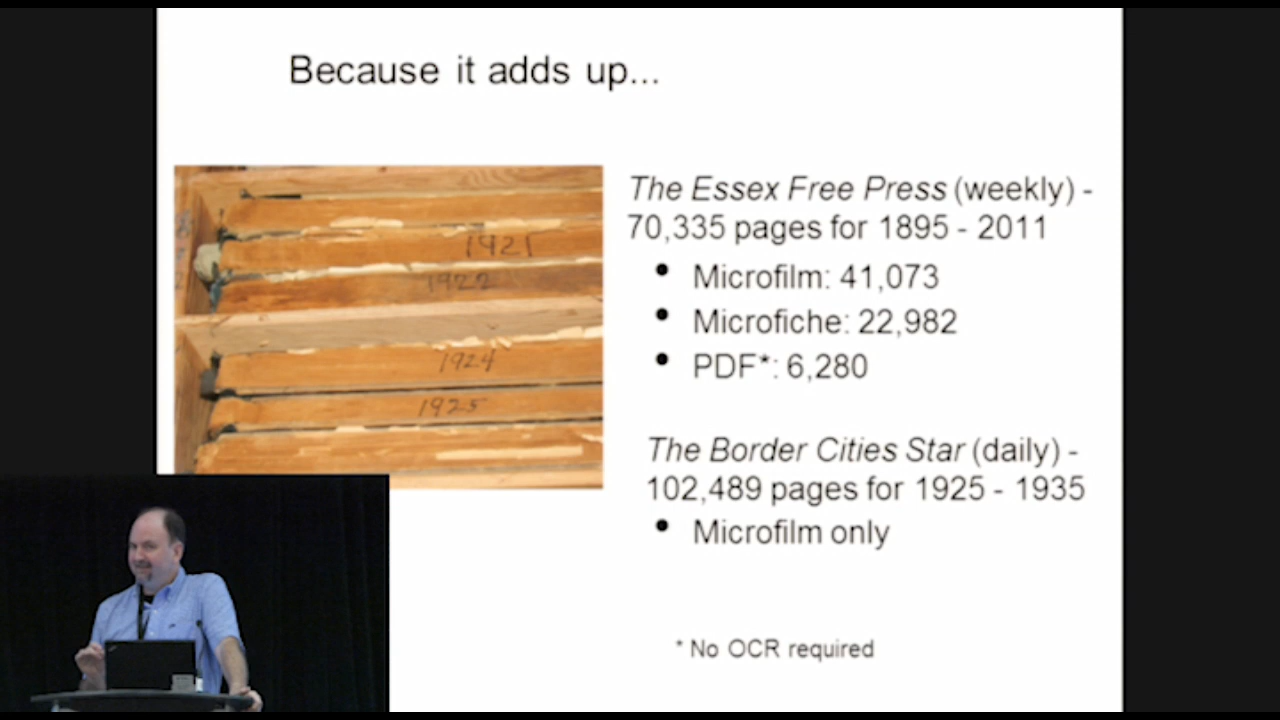 Because it adds up...
1921
1922
1924
1925
The Essex Free Press (weekly) -
70,335 pages for 1895 - 2011
• Microfilm: 41,073
• Microfiche: 22,982
• PDF*: 6,280
The Border Cities Star (daily) -
102,489 pages for 1925 - 1935
• Microfilm only
* No OCR required